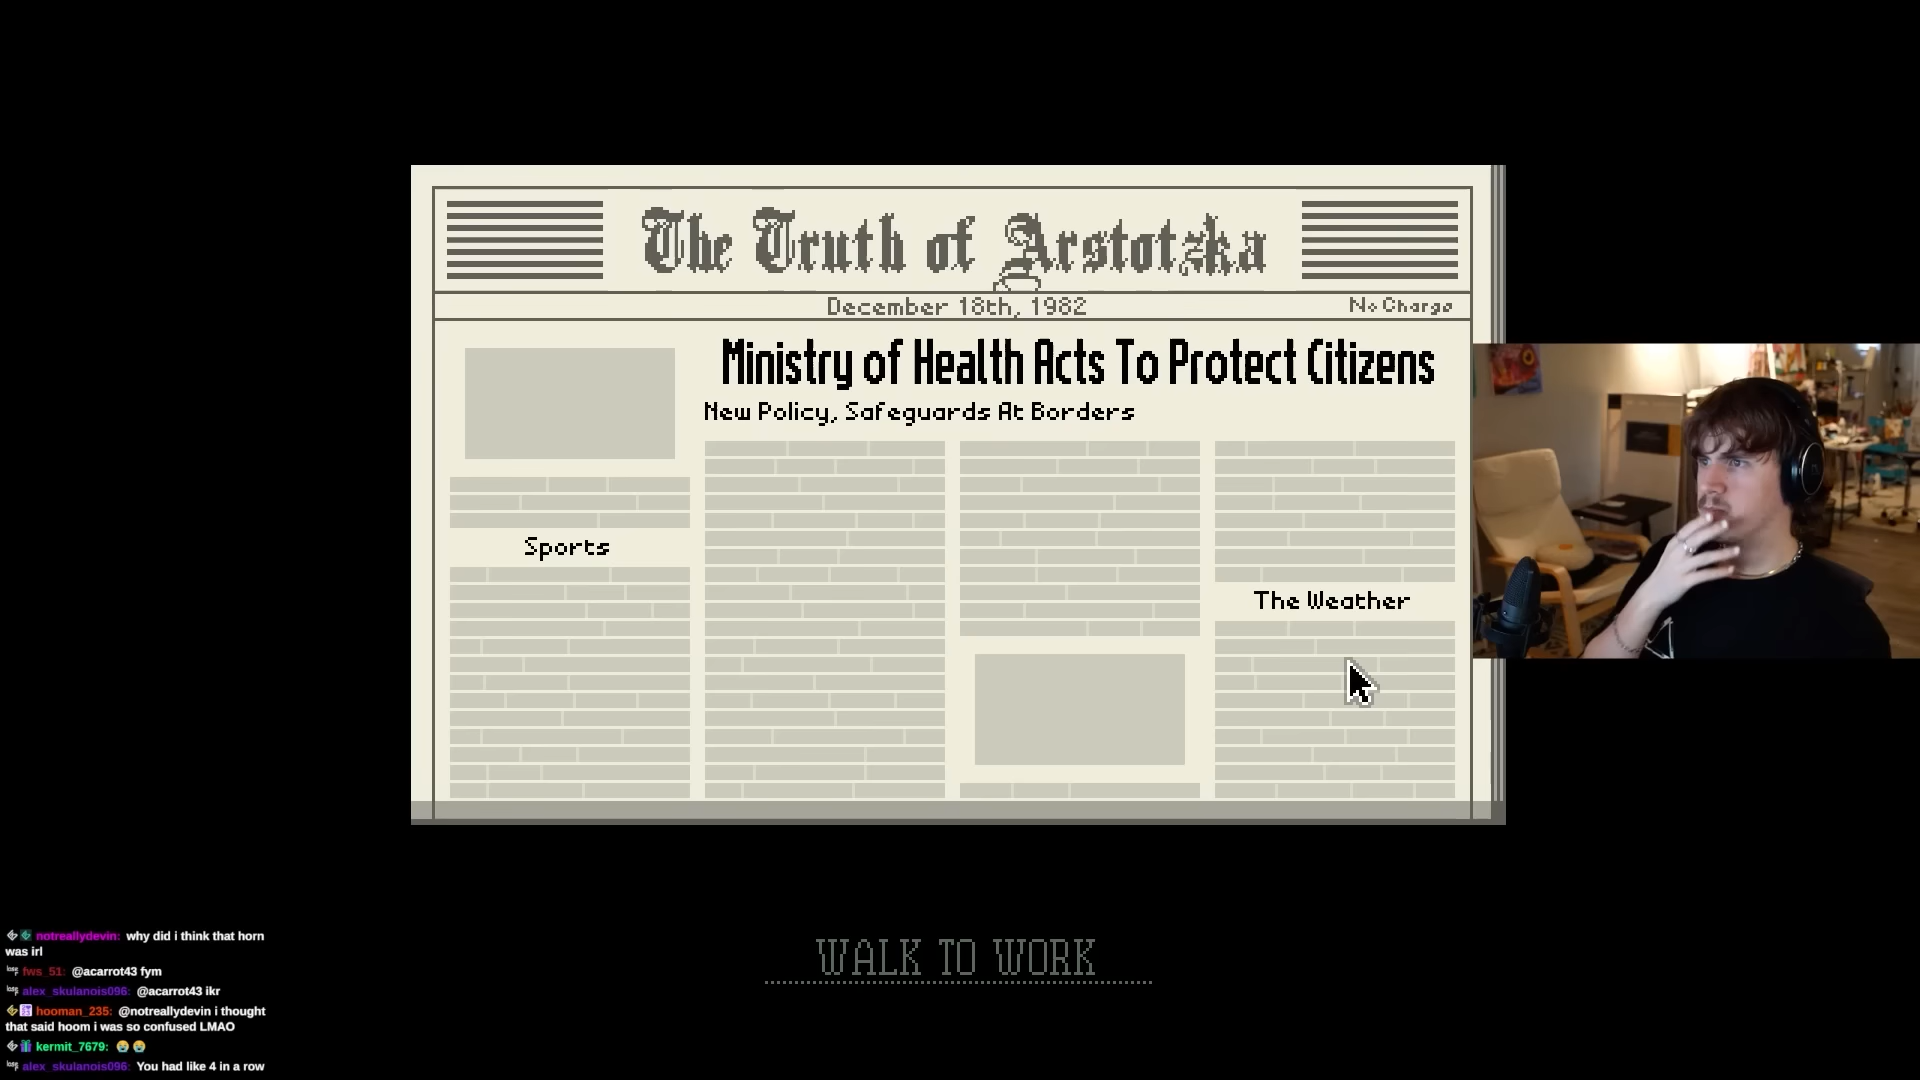 The Truth of Arstotzka
December 18th, 1982
No Charge
Ministry of Health Acts To Protect Citizens
New Policy, Safeguards At Borders
Sports
The Weather
WALK TO WORK
notreallydevin: why did i think that horn
was irl
fws_51: @acarrot43 fym
alex_skulanois096: @acarrot43 ikr
hooman_235: @notreallydevin i thought
that said hoom i was so confused LMAO
kermit_7679: 😭 😭
alex_skulanois096: You had like 4 in a row